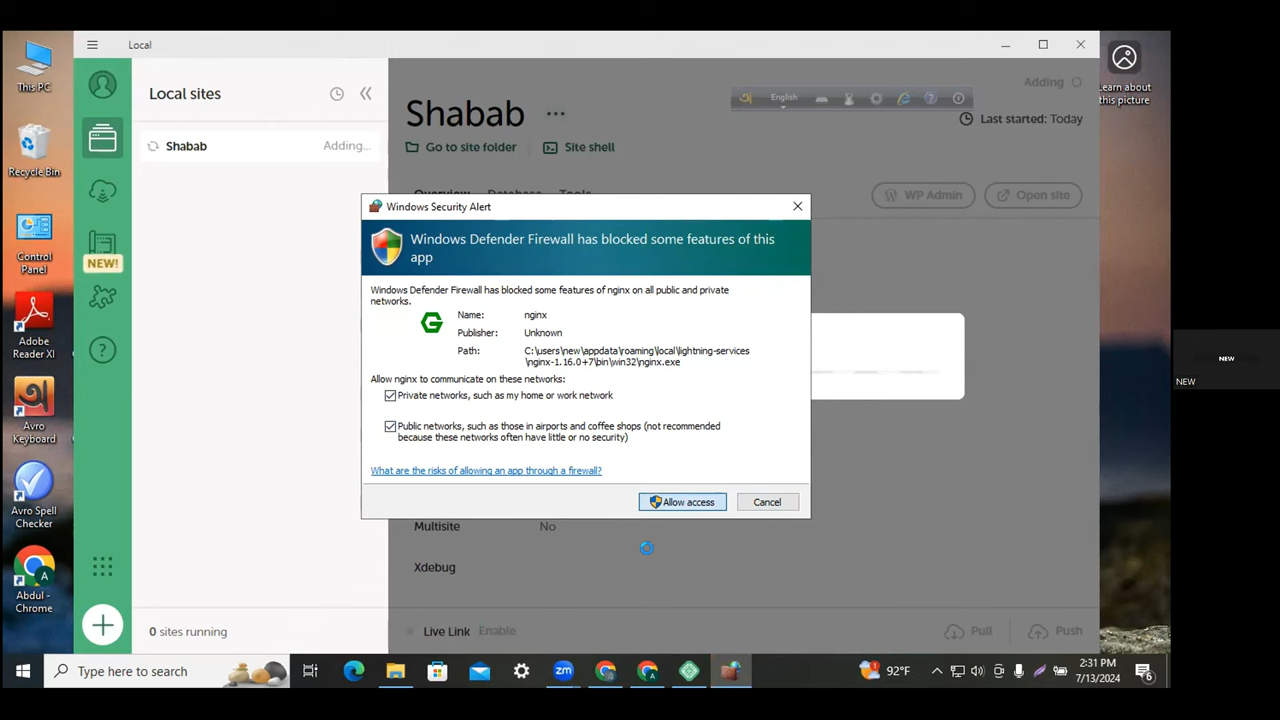 This PC
Recycle Bin
Control
Panel
Adobe
Reader XI
Avro
Keyboard
Avro Spell
Checker
Abdul -
Chrome
Local
NEW!
Local sites
Shabab
Adding...
0 sites running
Adding
Shabab
English
Last started: Today
Go to site folder
Site shell
Overview Database Tools
WP Admin
Open site
Windows Security Alert
Windows Defender Firewall has blocked some features of this
app
Windows Defender Firewall has blocked some features of nginx on all public and private
networks.
Name: nginx
Publisher: Unknown
Path: C:\users\new\appdata\roaming\local\lightning-services
\nginx-1.16.0+7\bin\win32\nginx.exe
Allow nginx to communicate on these networks:
Private networks, such as my home or work network
Public networks, such as those in airports and coffee shops (not recommended
because these networks often have little or no security)
What are the risks of allowing an app through a firewall?
Allow access
Cancel
Multisite No
Xdebug
Live Link Enable
Pull
Push
Learn about
this picture
NEW
NEW
Type here to search
zm
92°F
2:31 PM
7/13/2024
6